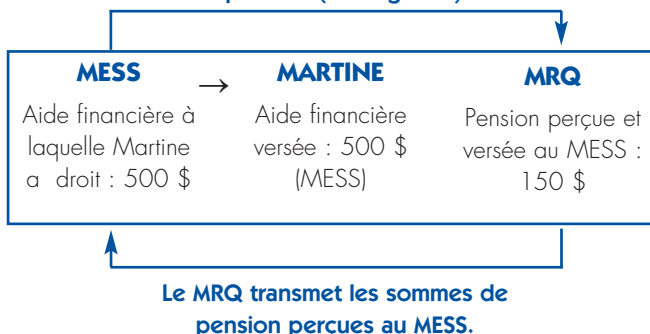 MESS
→
MARTINE
MRQ
Aide financière à
laquelle Martine
a droit : 500 $
Aide financière
versée : 500 $
(MESS)
Pension perçue et
versée au MESS :
150 $
Le MRQ transmet les sommes de
pension perçues au MESS.